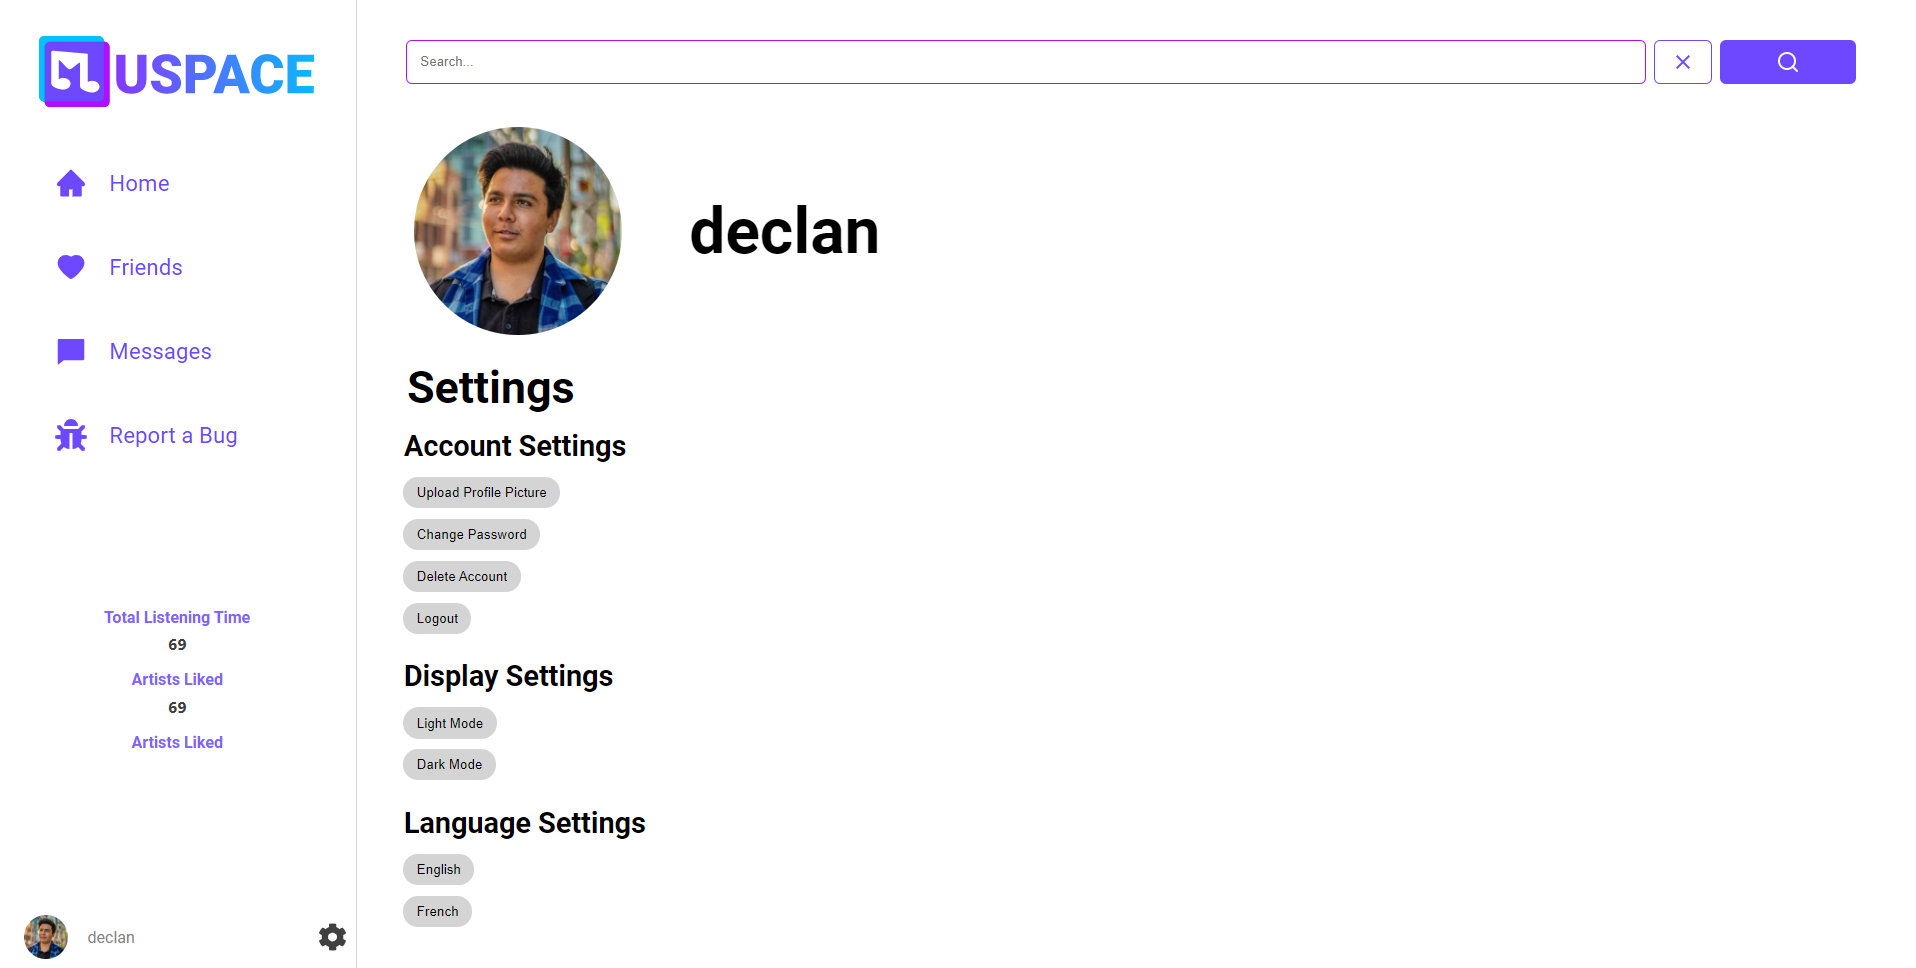 MUSPACE
Home
Friends
Messages
Report a Bug
Total Listening Time
69
Artists Liked
69
Artists Liked
declan
Search...
declan
Settings
Account Settings
Upload Profile Picture
Change Password
Delete Account
Logout
Display Settings
Light Mode
Dark Mode
Language Settings
English
French